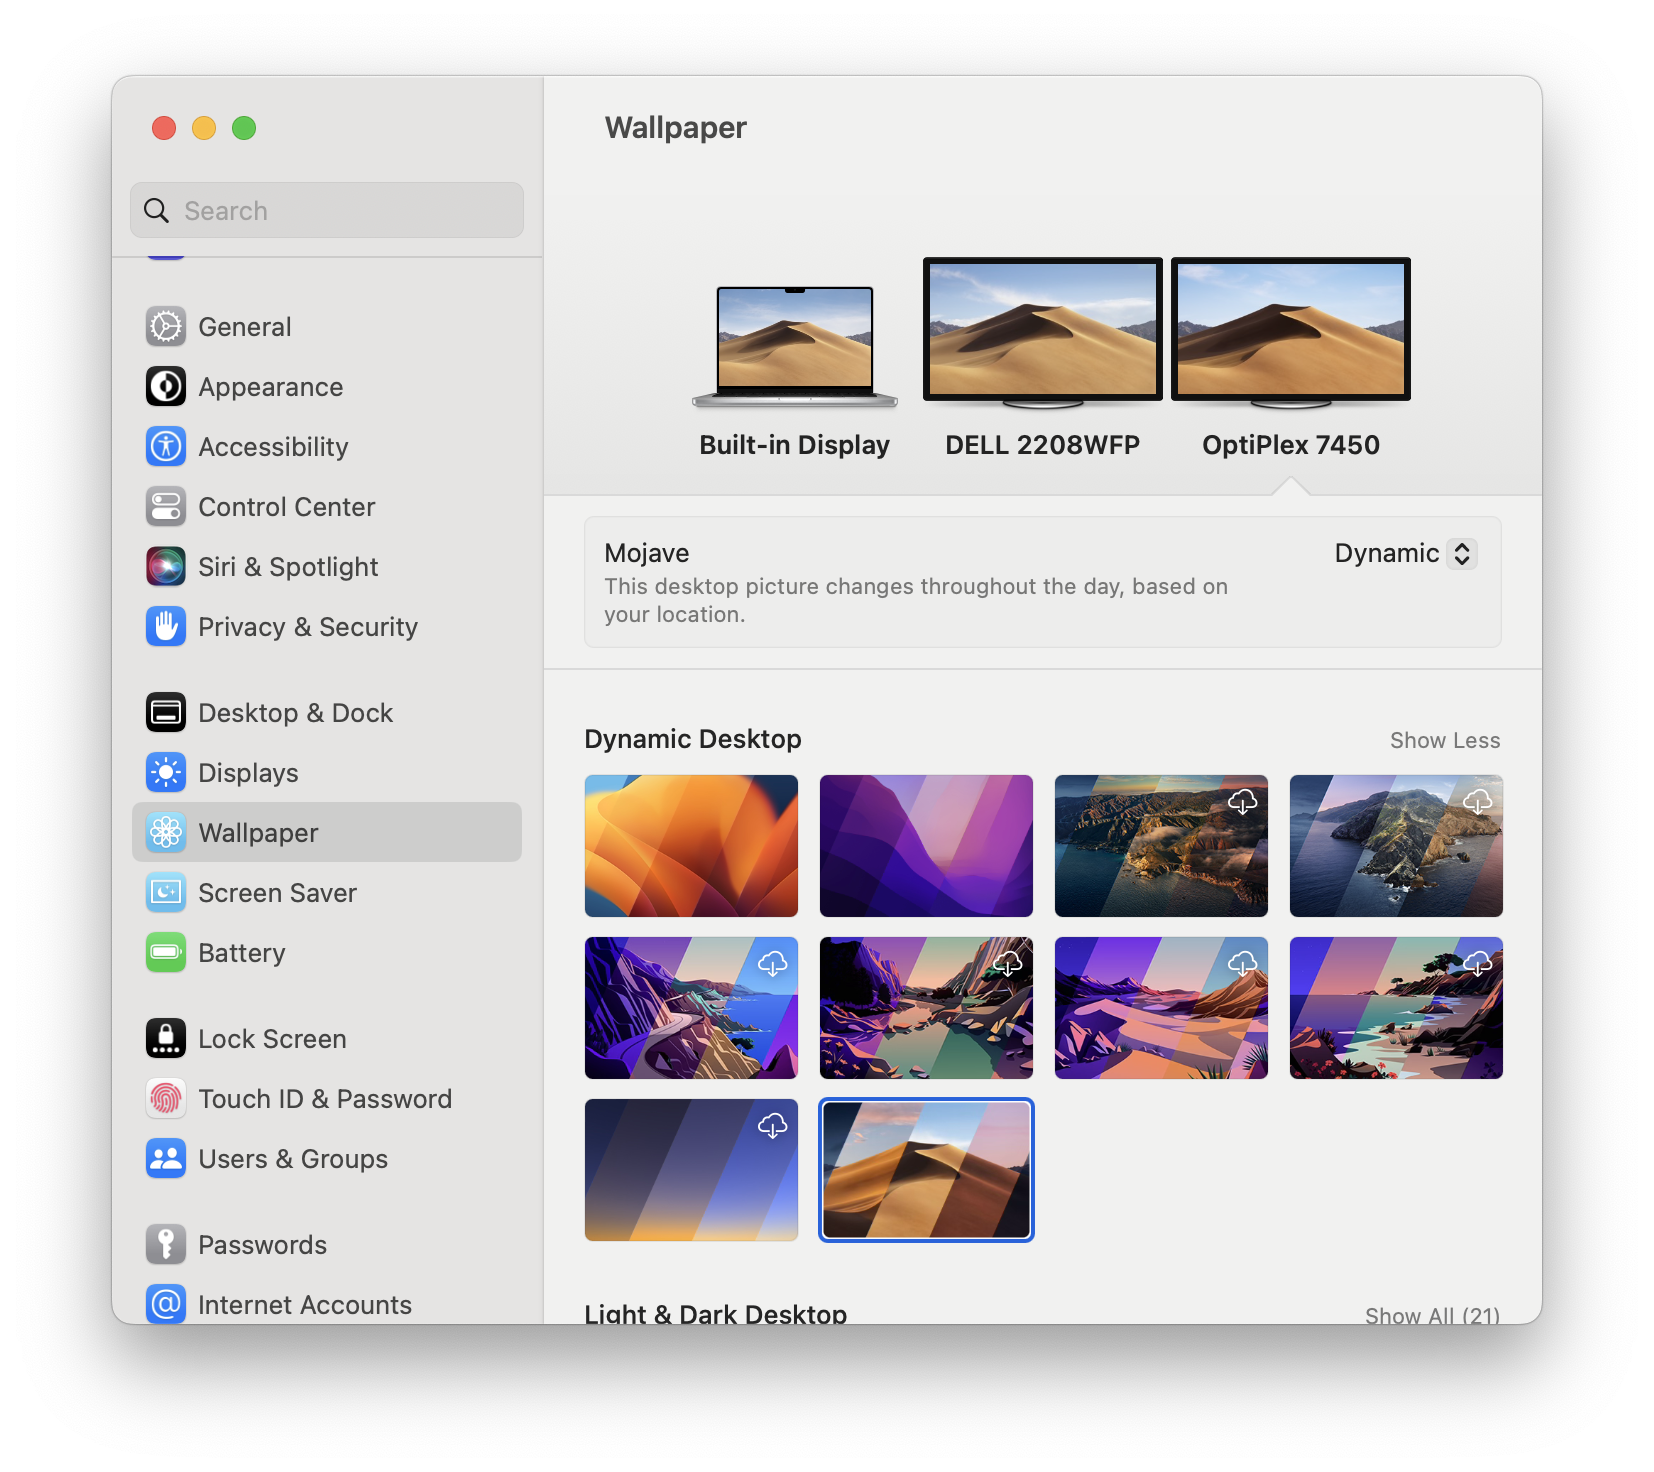 Wallpaper
Search
General
Appearance
Accessibility
Control Center
Siri & Spotlight
Privacy & Security
Desktop & Dock
Displays
Wallpaper
Screen Saver
Battery
Lock Screen
Touch ID & Password
Users & Groups
Passwords
Internet Accounts
Built-in Display
DELL 2208WFP
OptiPlex 7450
Mojave
Dynamic
This desktop picture changes throughout the day, based on
your location.
Dynamic Desktop
Show Less
Light & Dark Desktop
Show All (21)